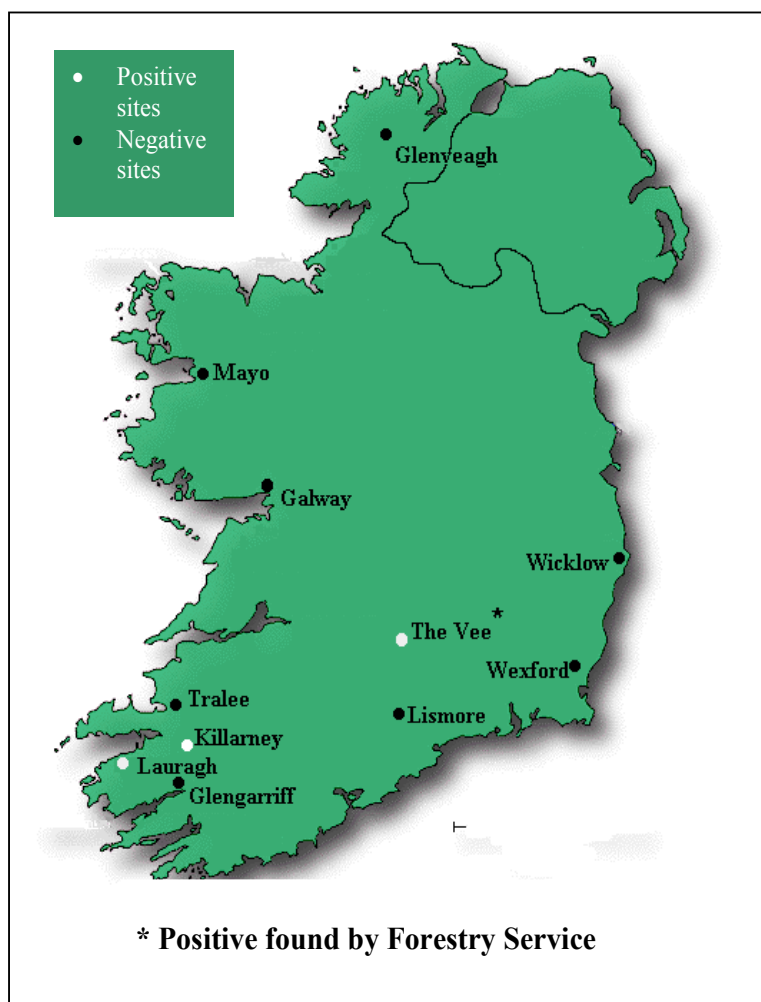 Positive
sites
Negative
sites
Glenveagh
Mayo
Galway
Wicklow
The Vee*
Wexford
Tralee
Lismore
Killarney
Lauragh
Glengarriff
* Positive found by Forestry Service